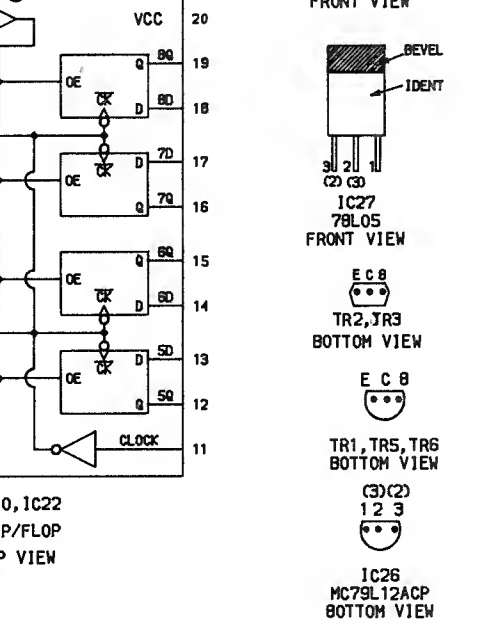 VCC 20
8Q 19
Q
OE
CK
D
8D 18
7D 17
D
CK
OE
Q
7Q 16
6Q 15
Q
OE
CK
D
6D 14
5D 13
D
CK
OE
Q
5Q 12
CLOCK 11
0,IC22
P/FLOP
P VIEW
FRONT VIEW
BEVEL
IDENT
3 2 1
(2) (3)
IC27
78L05
FRONT VIEW
E C B
TR2,TR3
BOTTOM VIEW
E C B
TR1,TR5,TR6
BOTTOM VIEW
(3)(2)
1 2 3
IC26
MC79L12ACP
BOTTOM VIEW